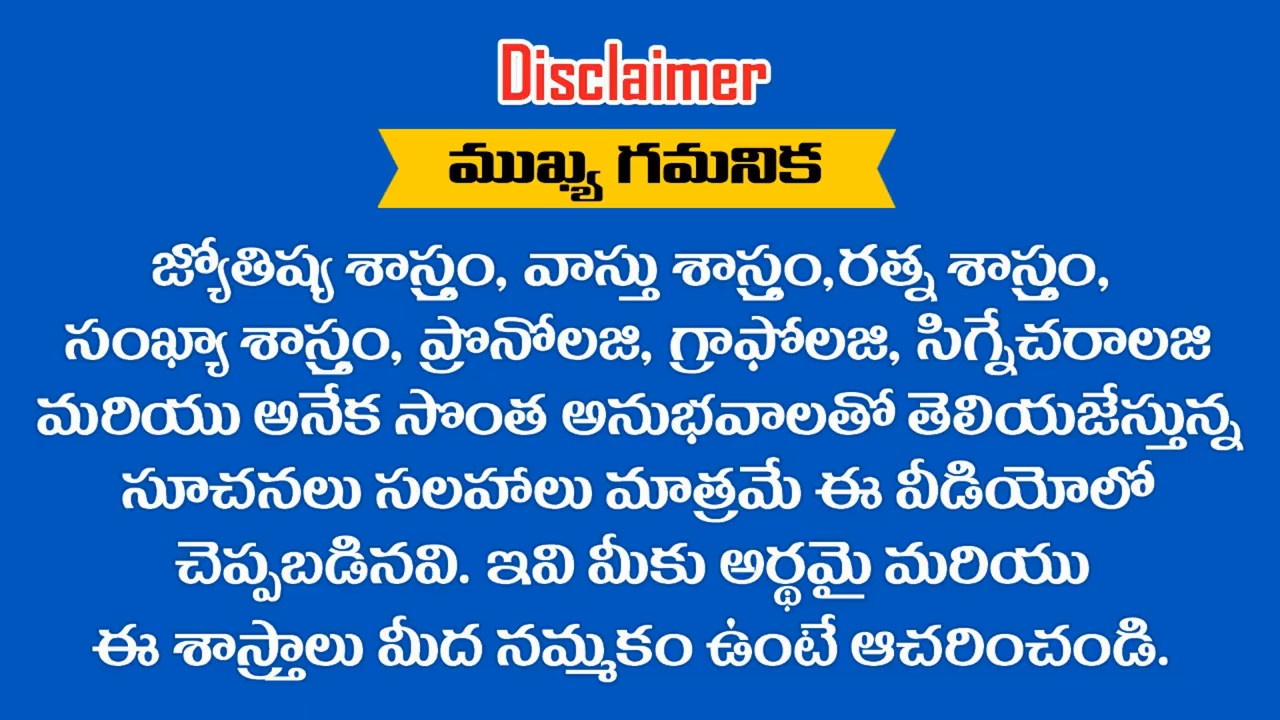 Disclaimer
ముఖ్య గమనిక
జ్యోతిష్య శాస్త్రం, వాస్తు శాస్త్రం,రత్న శాస్త్రం,
సంఖ్యా శాస్త్రం, ప్రొనోలజి, గ్రాఫోలజి, సిగ్నేచరాలజి
మరియు అనేక సొంత అనుభవాలతో తెలియజేస్తున్న
సూచనలు సలహాలు మాత్రమే ఈ వీడియోలో
చెప్పబడినవి. ఇవి మీకు అర్థమై మరియు
ఈ శాస్త్రాలు మీద నమ్మకం ఉంటే ఆచరించండి.